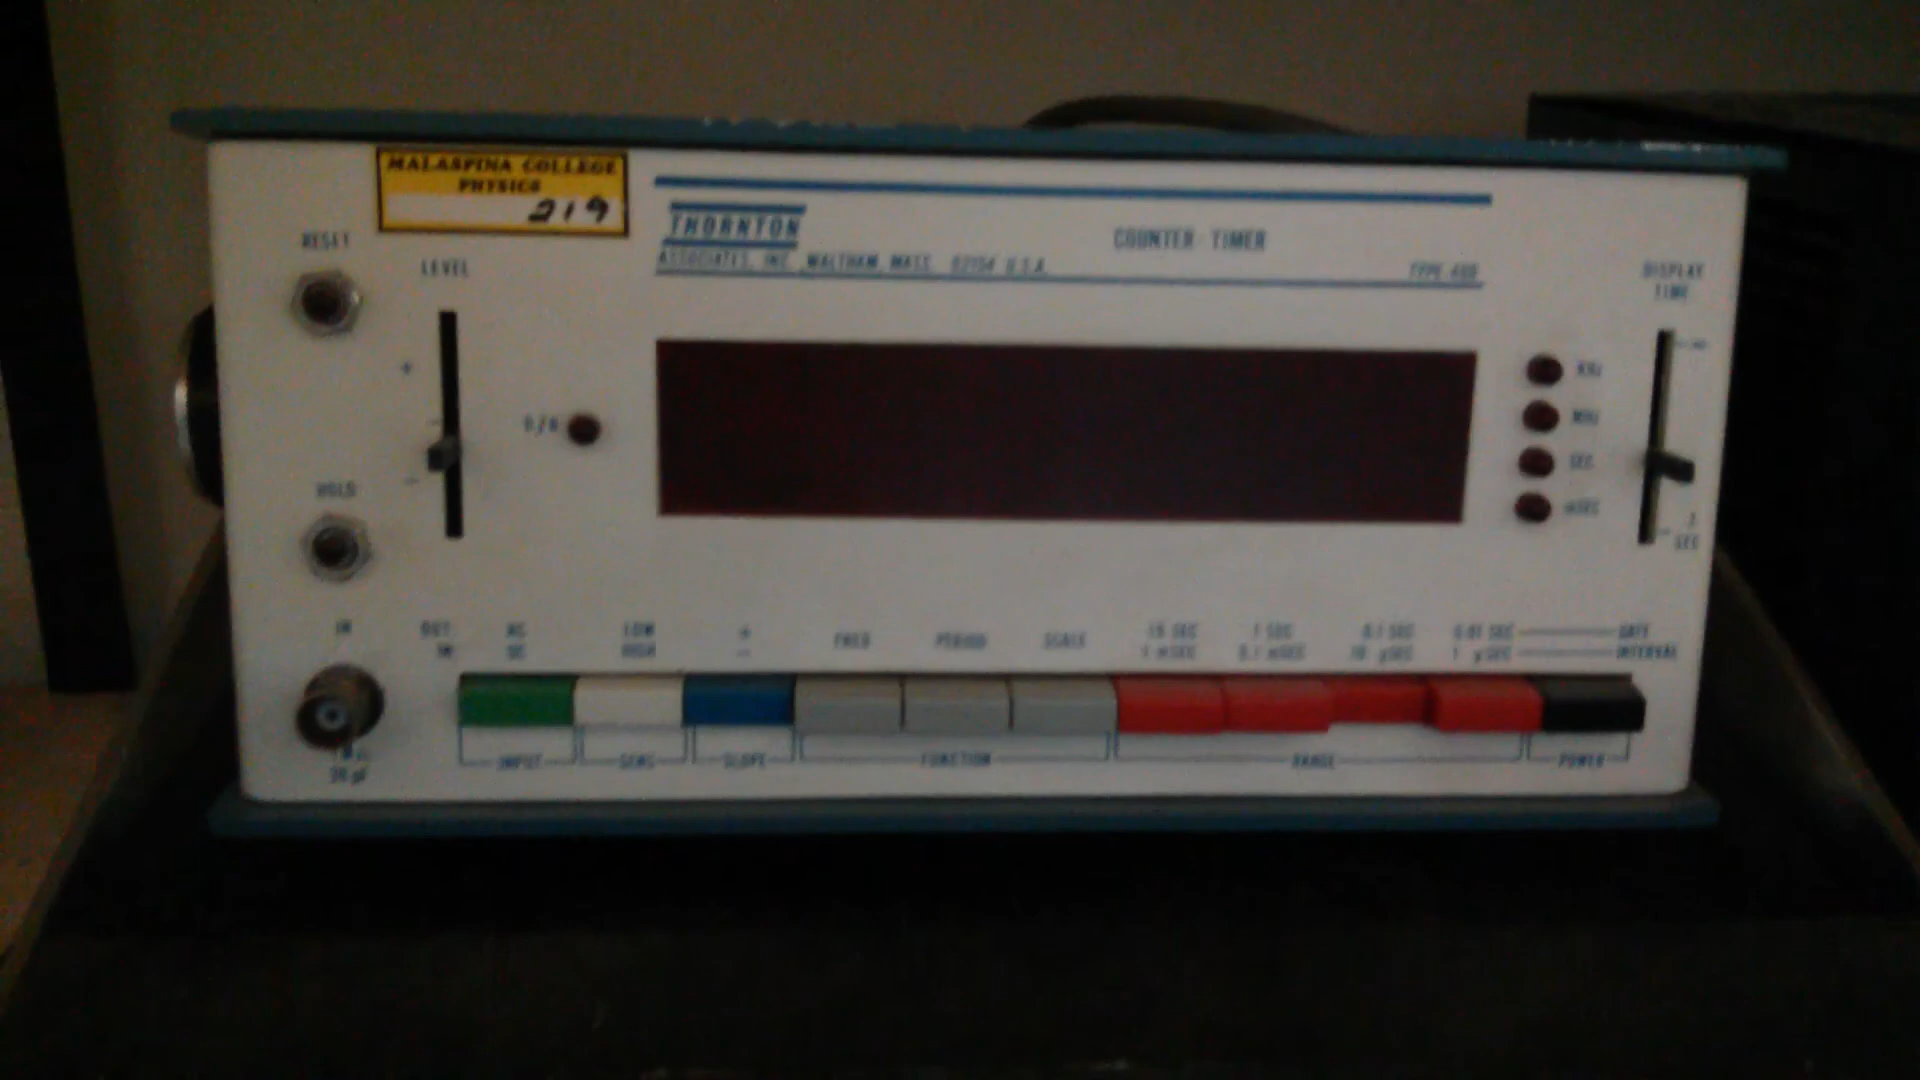 MALASPINA COLLEGE
PHYSICS
219
THORNTON
ASSOCIATES, INC. WALTHAM, MASS. 02154 U.S.A.
COUNTER - TIMER
RESET
LEVEL
DISPLAY
TIME
+
-
KHz
MHz
SEC
mSEC
HOLD
.1
SEC
IN
OUT
IN
AC
DC
LOW
HIGH
+
-
FREQ
PERIOD
SCALE
10 SEC
1 mSEC
1 SEC
0.1 mSEC
0.1 SEC
10 µSEC
0.01 SEC
1 µSEC
GATE
INTERVAL
INPUT
SENS
SLOPE
FUNCTION
RANGE
POWER